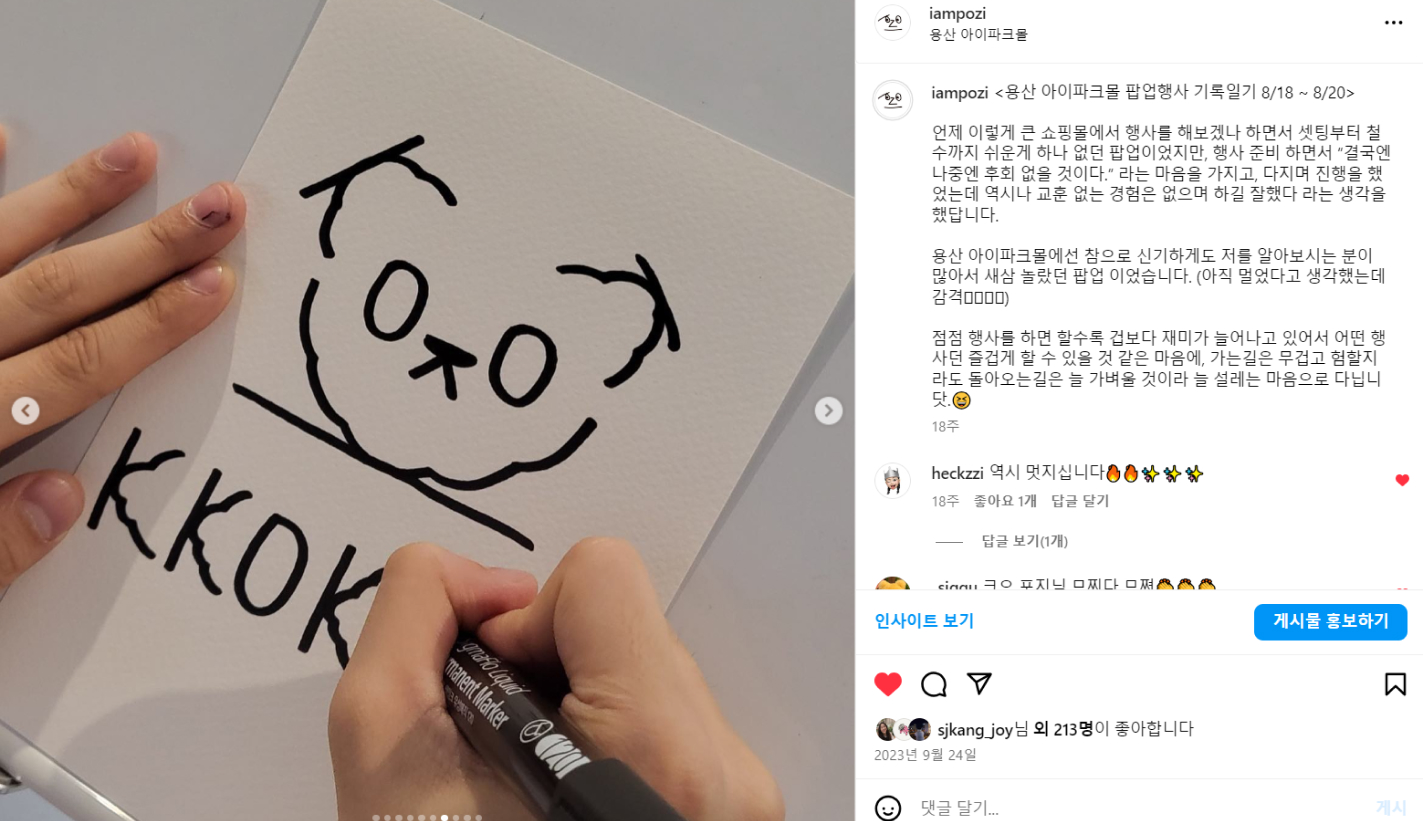 iampozi
용산 아이파크몰
iampozi <용산 아이파크몰 팝업행사 기록일기 8/18 ~ 8/20>
언제 이렇게 큰 쇼핑몰에서 행사를 해보겠나 하면서 셋팅부터 철
수까지 쉬운게 하나 없던 팝업이었지만, 행사 준비 하면서 “결국엔
나중엔 후회 없을 것이다.“ 라는 마음을 가지고, 다지며 진행을 했
었는데 역시나 교훈 없는 경험은 없으며 하길 잘했다 라는 생각을
했답니다.
용산 아이파크몰에선 참으로 신기하게도 저를 알아보시는 분이
많아서 새삼 놀랐던 팝업 이었습니다. (아직 멀었다고 생각했는데
감격)
점점 행사를 하면 할수록 겁보다 재미가 늘어나고 있어서 어떤 행
사던 즐겁게 할 수 있을 것 같은 마음에, 가는길은 무겁고 험할지
라도 돌아오는길은 늘 가벼울 것이라 늘 설레는 마음으로 다닙니
닷.😆
18주
heckzzi 역시 멋지십니다🔥🔥✨✨✨
18주 좋아요 1개 답글 달기
답글 보기(1개)
인사이트 보기
게시물 홍보하기
sjkang_joy님 외 213명이 좋아합니다
2023년 9월 24일
댓글 달기...
게시
KKOK
Liquid
manent Marker